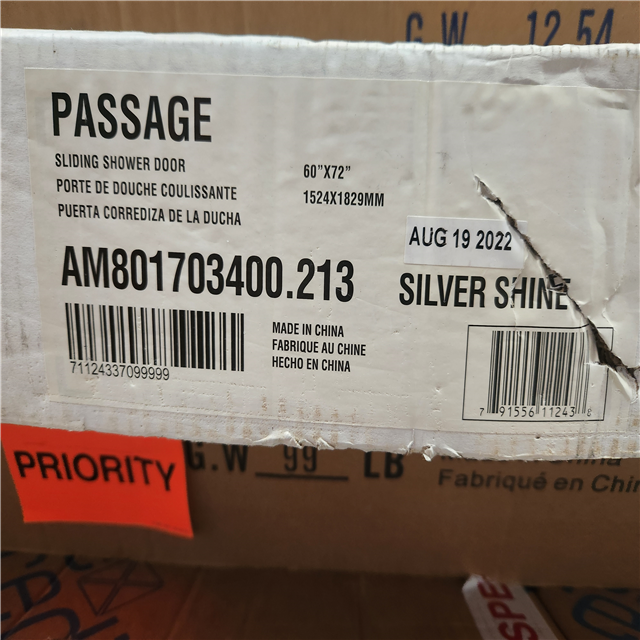 G.W 12.54
PASSAGE
SLIDING SHOWER DOOR
PORTE DE DOUCHE COULISSANTE
PUERTA CORREDIZA DE LA DUCHA
60"X72"
1524X1829MM
AUG 19 2022
AM801703400.213
SILVER SHINE
71124337099999
MADE IN CHINA
FABRIQUE AU CHINE
HECHO EN CHINA
7 91556 11243
PRIORITY
G.W 99 LB
Fabriqué en Chin
SPE